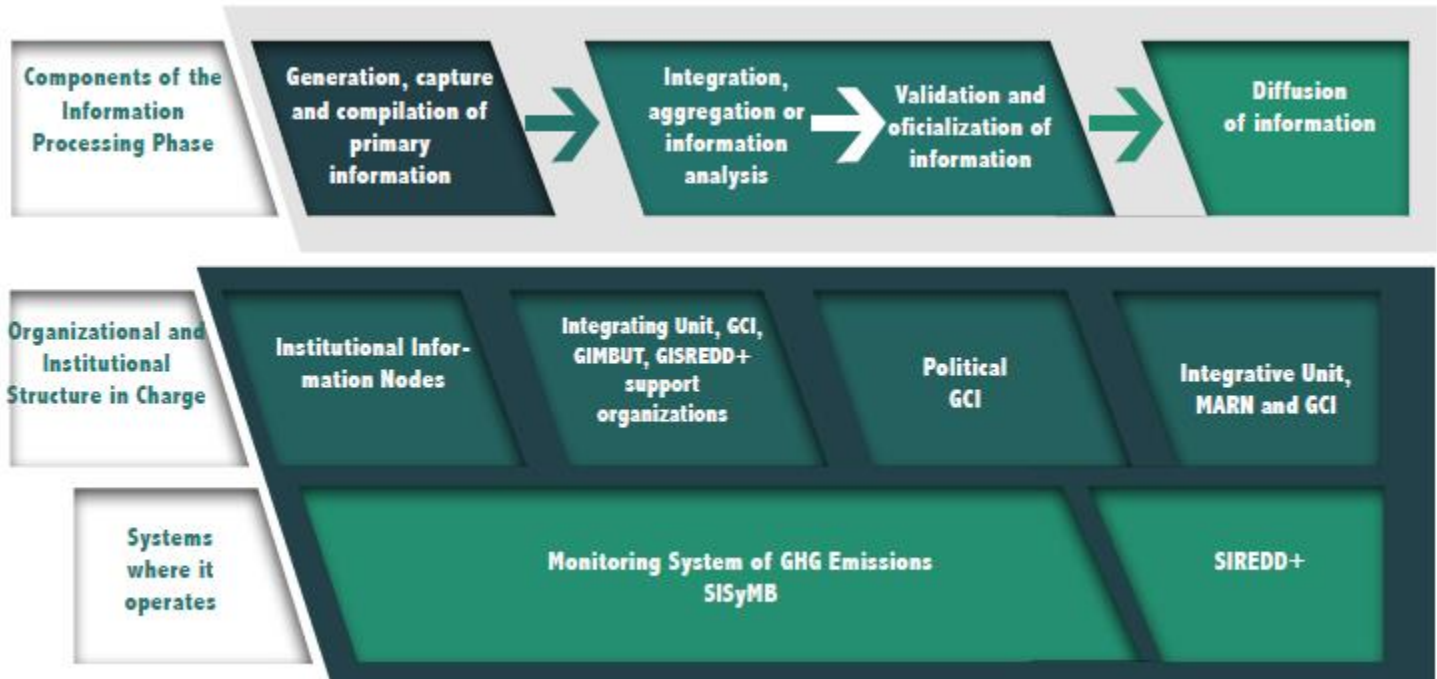 Components of the
Information
Processing Phase
Generation, capture
and compilation of
primary
information
Integration,
aggregation or
information
analysis
Validation and
oficialization of
information
Diffusion
of information
Organizational and
Institutional
Structure in Charge
Institutional Infor-
mation Nodes
Integrating Unit, GCI,
GIMBUT, GISREDD+
support
organizations
Political
GCI
Integrative Unit,
MARN and GCI
Systems
where it
operates
Monitoring System of GHG Emissions
SISyMB
SIREDD+